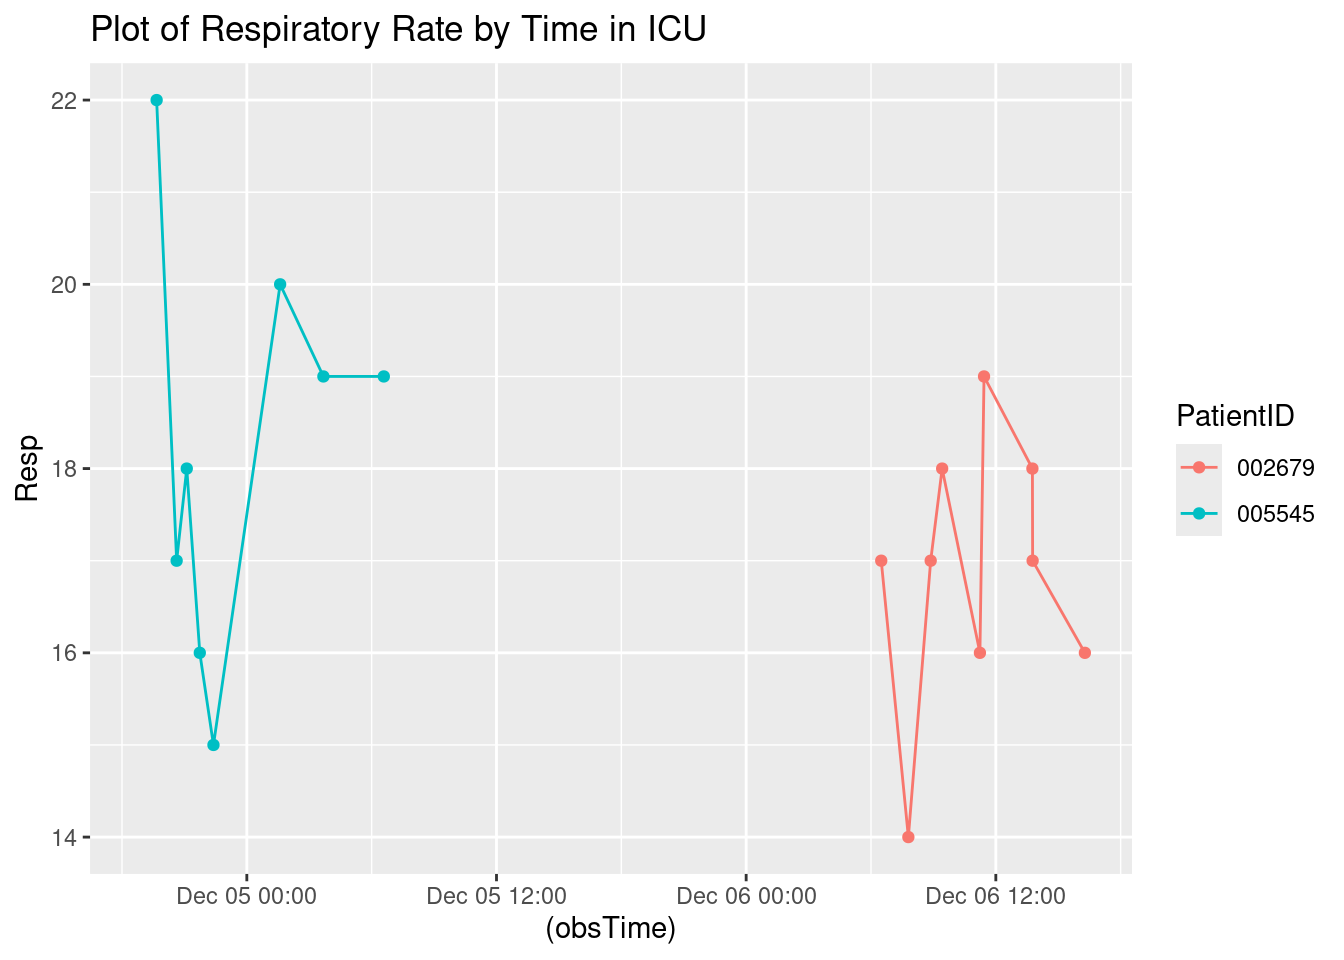 Plot of Respiratory Rate by Time in ICU
22
20
18
16
14
Resp
Dec 05 00:00 Dec 05 12:00 Dec 06 00:00 Dec 06 12:00
(obsTime)
PatientID
002679
005545